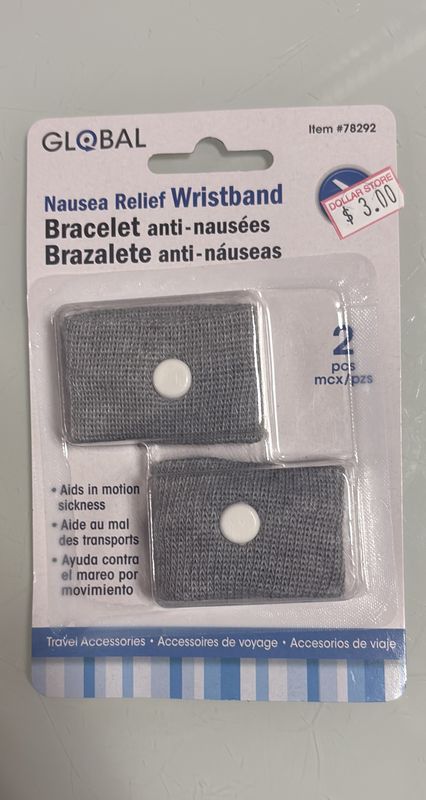 GLOBAL
Item #78292
Nausea Relief Wristband
Bracelet anti-nausées
Brazalete anti-náuseas
DOLLAR STORE
$ 3.00
2
pcs
mcx/pzs
• Aids in motion
sickness
• Aide au mal
des transports
• Ayuda contra
el mareo por
movimiento
Travel Accessories • Accessoires de voyage • Accesorios de viaje